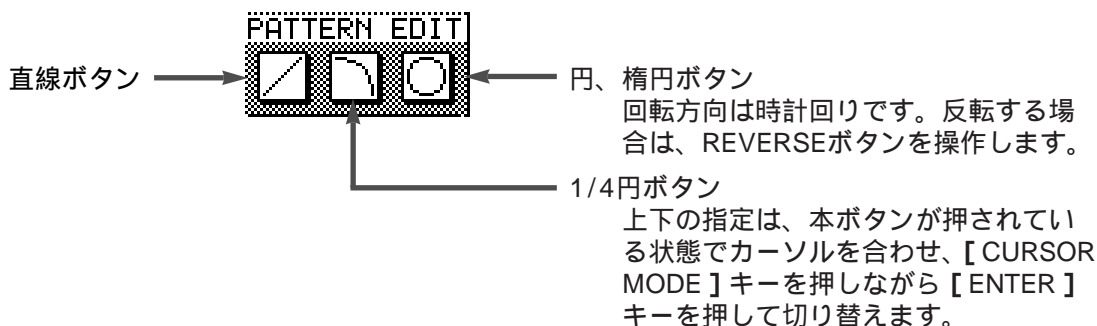 PATTERN EDIT
直線ボタン
円、楕円ボタン
回転方向は時計回りです。反転する場
合は、REVERSEボタンを操作します。
1/4円ボタン
上下の指定は、本ボタンが押されてい
る状態でカーソルを合わせ、【CURSOR
MODE】キーを押しながら【ENTER】
キーを押して切り替えます。